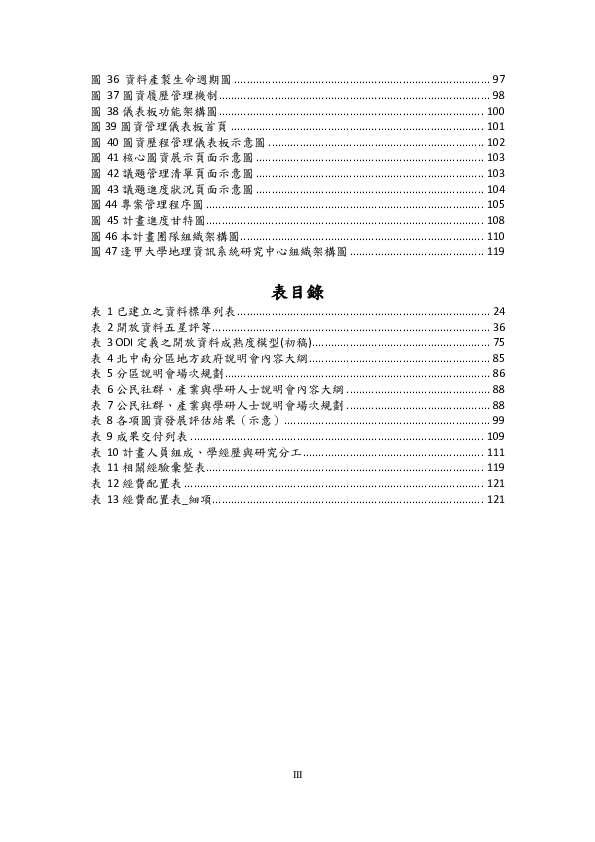 圖 36 資料產製生命週期圖 ........ 97
圖 37 圖資履歷管理機制 ........ 98
圖 38 儀表板功能架構圖 ........ 100
圖 39 圖資管理儀表板首頁 ........ 101
圖 40 圖資歷程管理儀表板示意圖 ........ 102
圖 41 核心圖資展示頁面示意圖 ........ 103
圖 42 議題管理清單頁面示意圖 ........ 103
圖 43 議題進度狀況頁面示意圖 ........ 104
圖 44 專案管理程序圖 ........ 105
圖 45 計畫進度甘特圖 ........ 108
圖 46 本計畫團隊組織架構圖 ........ 110
圖 47 逢甲大學地理資訊系統研究中心組織架構圖 ........ 119
表目錄
表 1 已建立之資料標準列表 ........ 24
表 2 開放資料五星評等 ........ 36
表 3 ODI 定義之開放資料成熟度模型(初稿) ........ 75
表 4 北中南分區地方政府說明會內容大綱 ........ 85
表 5 分區說明會場次規劃 ........ 86
表 6 公民社群、產業與學研人士說明會內容大綱 ........ 88
表 7 公民社群、產業與學研人士說明會場次規劃 ........ 88
表 8 各項圖資發展評估結果（示意） ........ 99
表 9 成果交付列表 ........ 109
表 10 計畫人員組成、學經歷與研究分工 ........ 111
表 11 相關經驗彙整表 ........ 119
表 12 經費配置表 ........ 121
表 13 經費配置表_細項 ........ 121
III